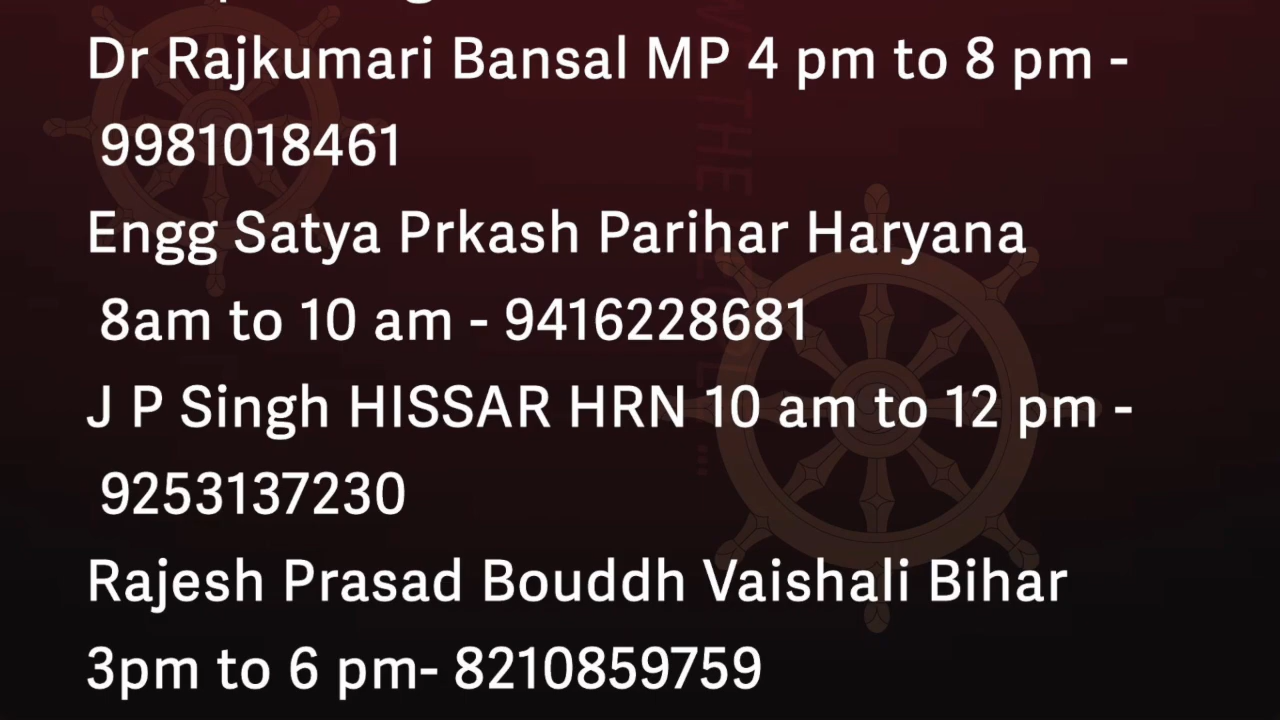 Dr Rajkumari Bansal MP 4 pm to 8 pm -
9981018461
Engg Satya Prkash Parihar Haryana
8am to 10 am - 9416228681
J P Singh HISSAR HRN 10 am to 12 pm -
9253137230
Rajesh Prasad Bouddh Vaishali Bihar
3pm to 6 pm- 8210859759
THE